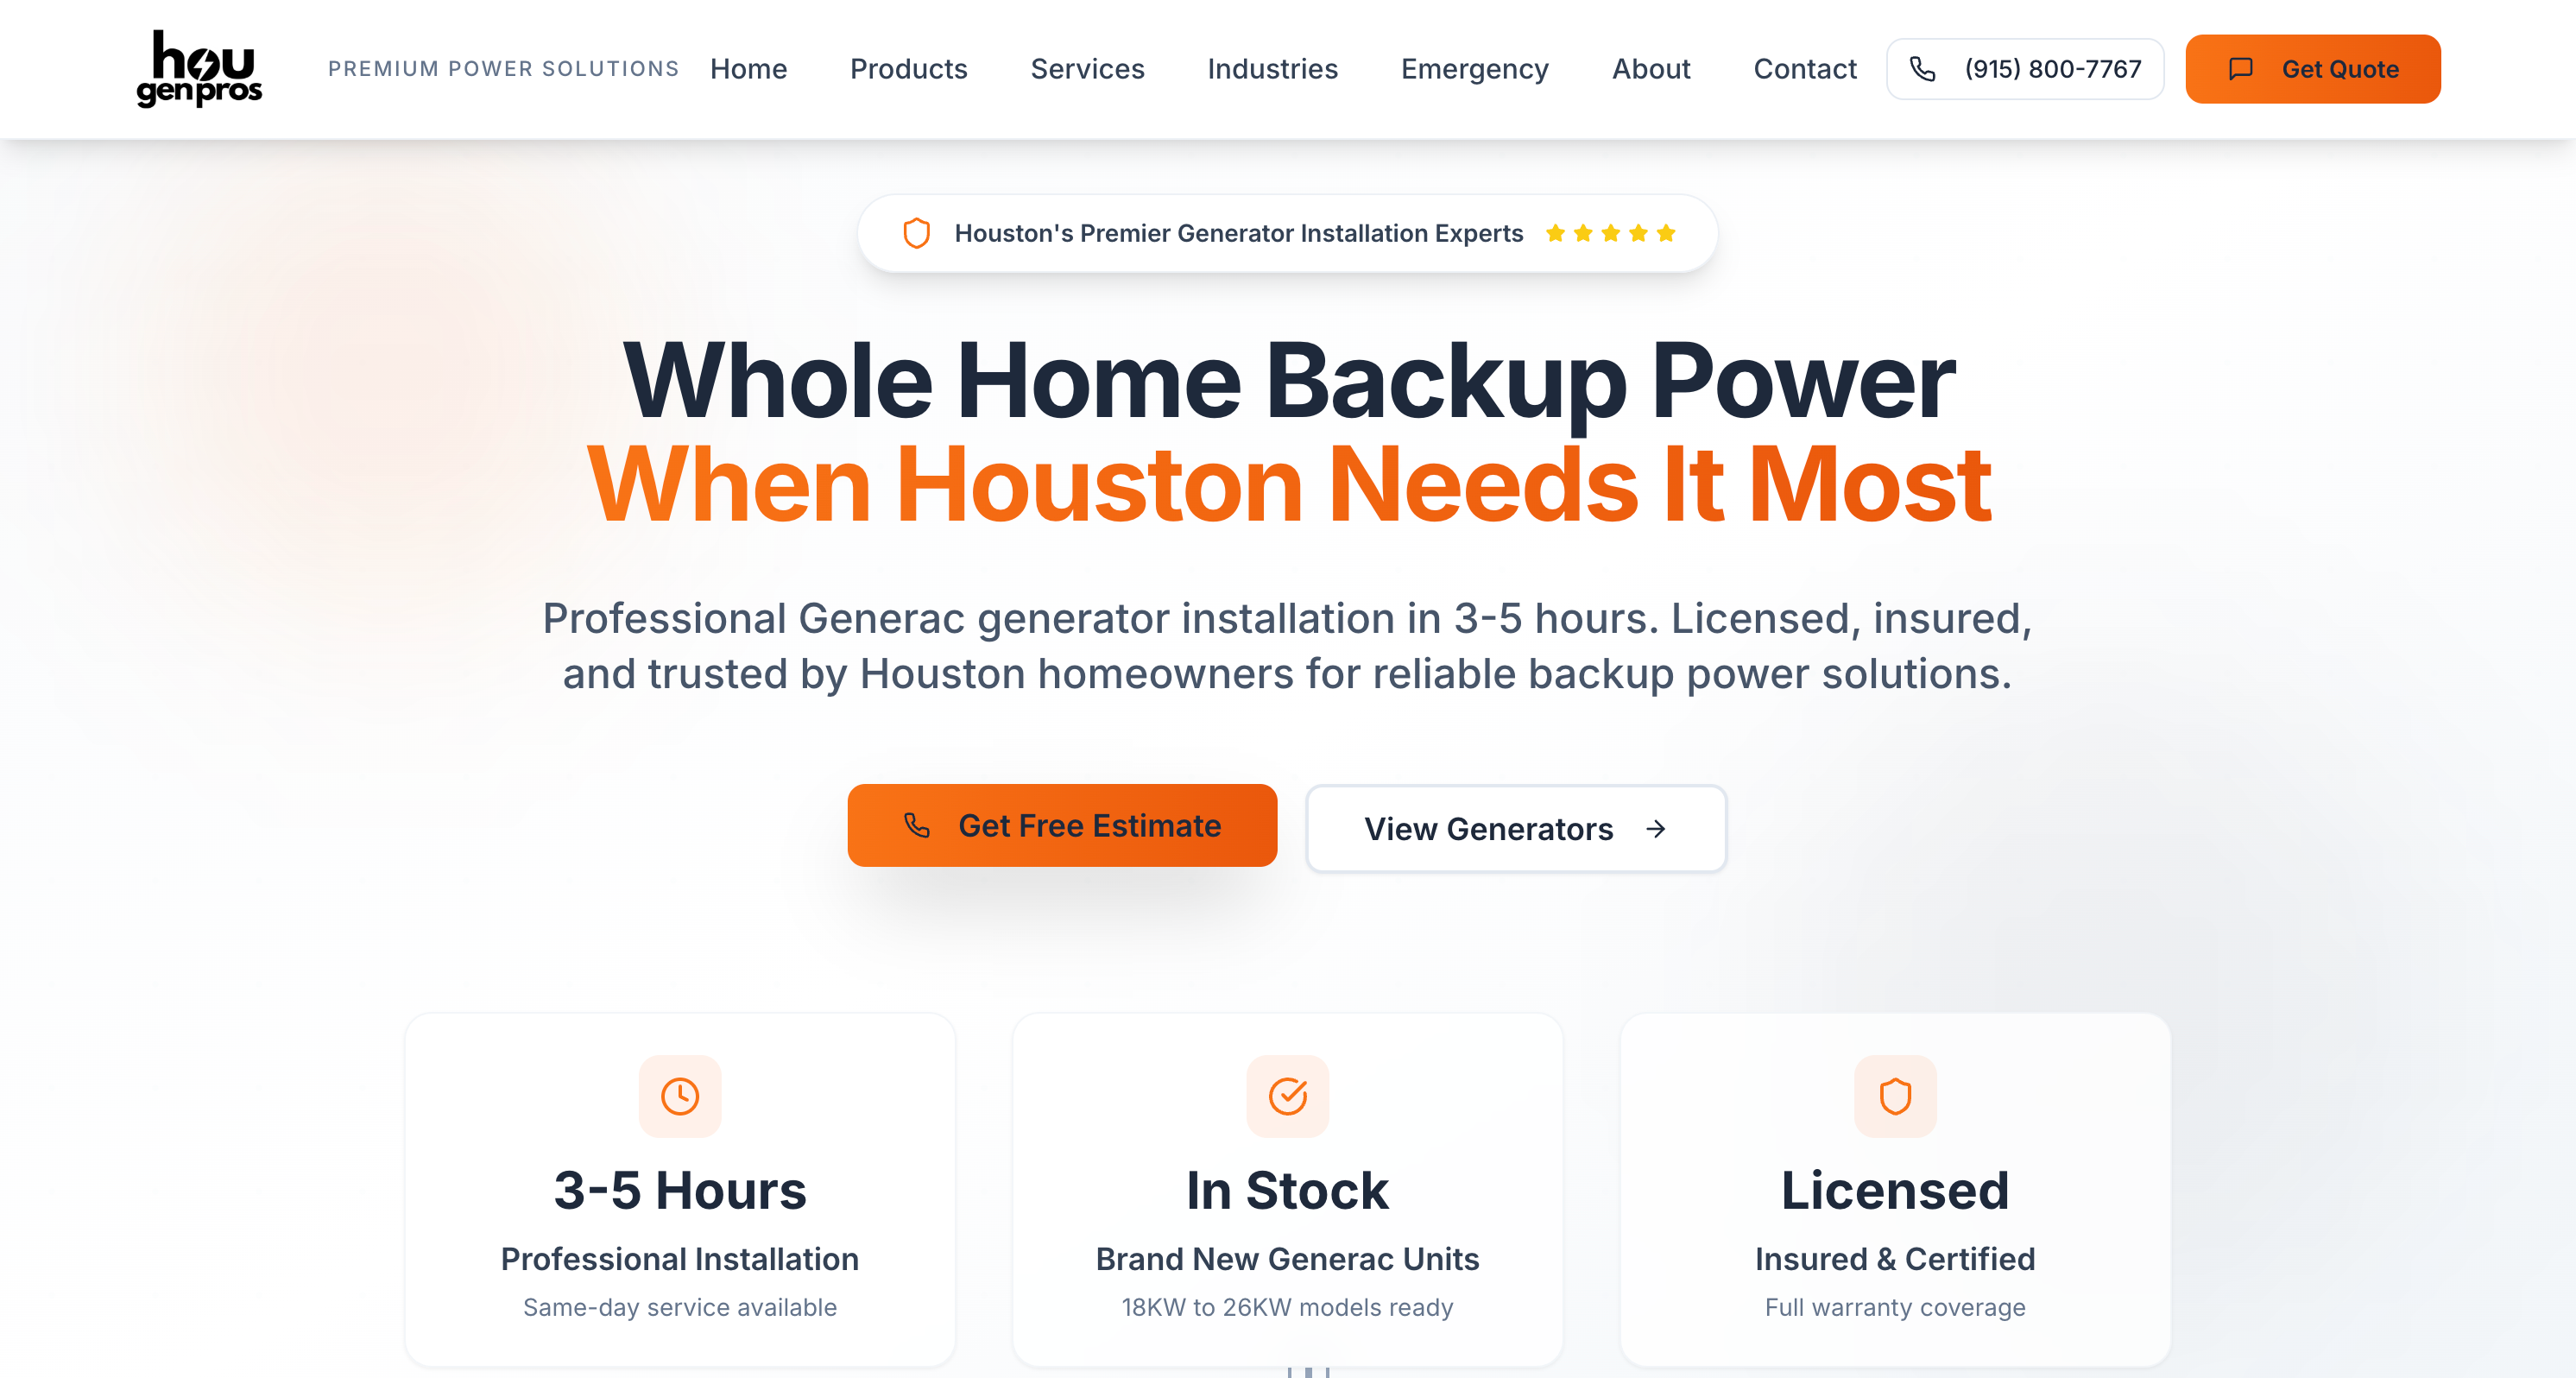 hou
genpros
PREMIUM POWER SOLUTIONS
Home
Products
Services
Industries
Emergency
About
Contact
(915) 800-7767
Get Quote
Houston's Premier Generator Installation Experts
Whole Home Backup Power
When Houston Needs It Most
Professional Generac generator installation in 3-5 hours. Licensed, insured,
and trusted by Houston homeowners for reliable backup power solutions.
Get Free Estimate
View Generators
3-5 Hours
Professional Installation
Same-day service available
In Stock
Brand New Generac Units
18KW to 26KW models ready
Licensed
Insured & Certified
Full warranty coverage